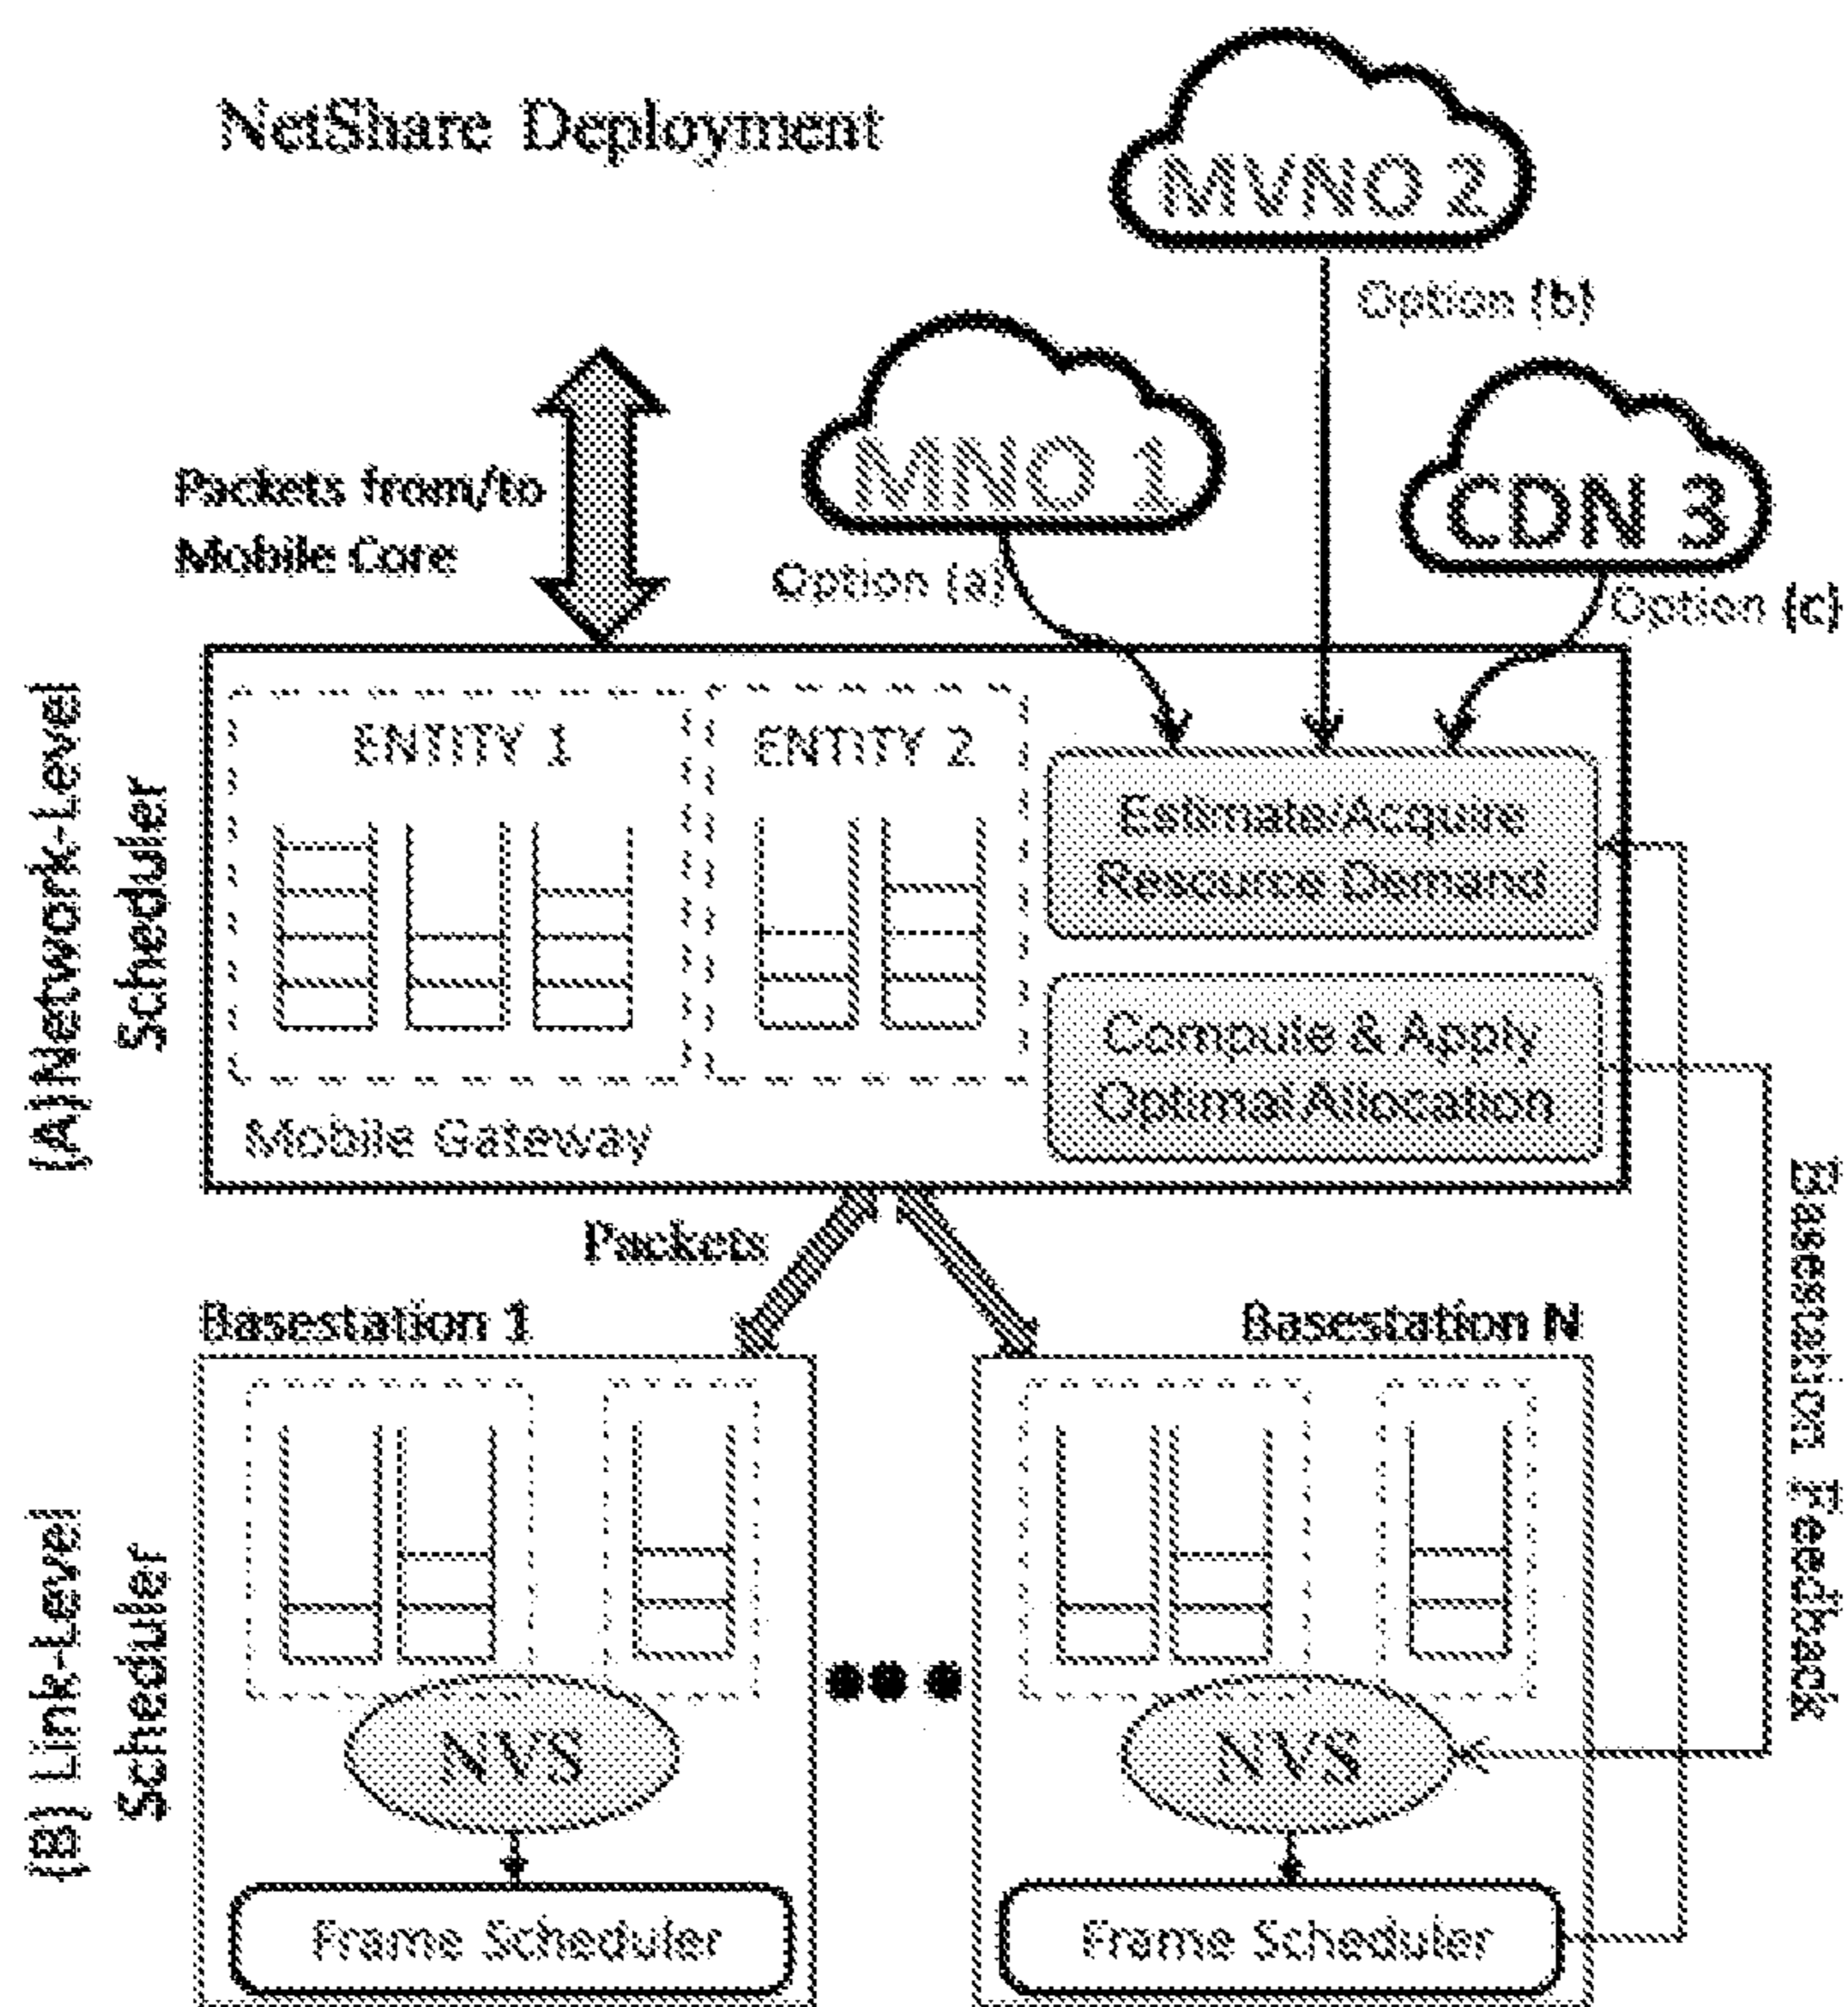 NetShare Deployment
MVNO 2
Option (b)
MNO 1
CDN 3
Packets from/to
Mobile Core
Option (a)
Option (c)
(A)Network-Level
Scheduler
ENTITY 1
ENTITY 2
Estimate/Acquire
Resource Demand
Compute & Apply
Optimal Allocation
Mobile Gateway
Packets
Basestation Feedback
Basestation 1
Basestation N
(B) Link-Level
Scheduler
NVS
NVS
Frame Scheduler
Frame Scheduler